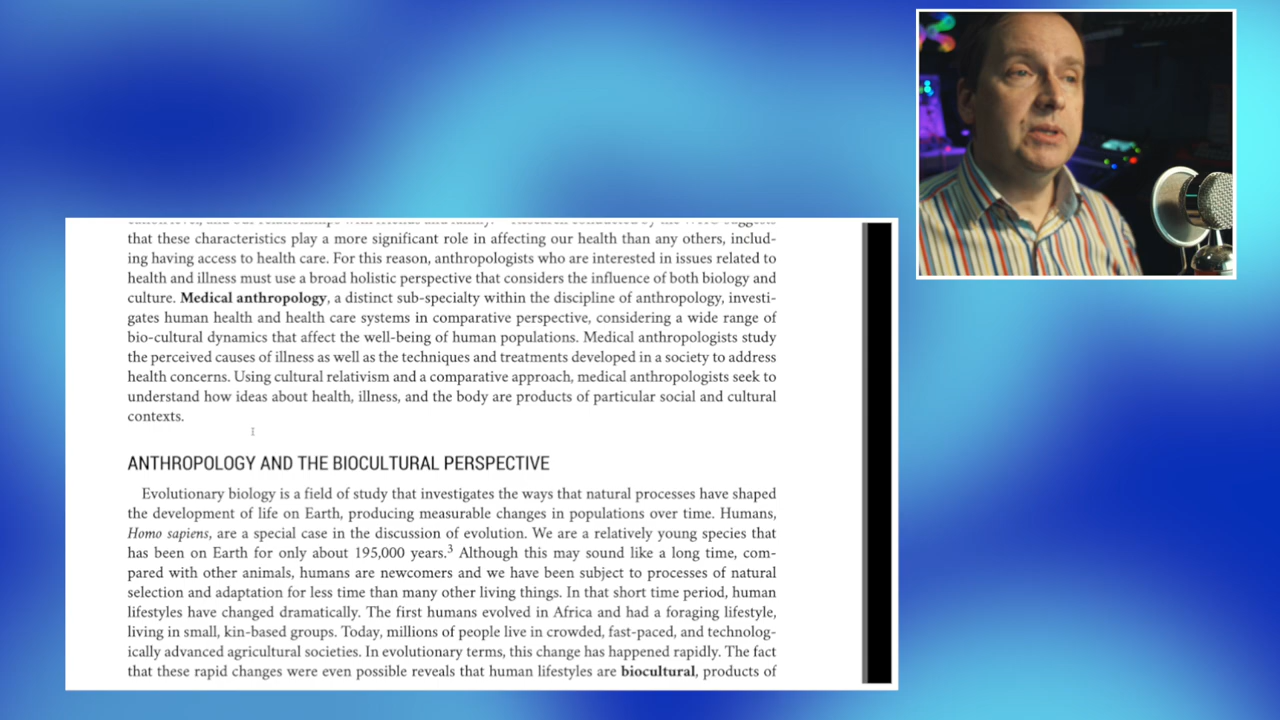 that these characteristics play a more significant role in affecting our health than any others, includ-
ing having access to health care. For this reason, anthropologists who are interested in issues related to
health and illness must use a broad holistic perspective that considers the influence of both biology and
culture. Medical anthropology, a distinct sub-specialty within the discipline of anthropology, investi-
gates human health and health care systems in comparative perspective, considering a wide range of
bio-cultural dynamics that affect the well-being of human populations. Medical anthropologists study
the perceived causes of illness as well as the techniques and treatments developed in a society to address
health concerns. Using cultural relativism and a comparative approach, medical anthropologists seek to
understand how ideas about health, illness, and the body are products of particular social and cultural
contexts.
ANTHROPOLOGY AND THE BIOCULTURAL PERSPECTIVE
Evolutionary biology is a field of study that investigates the ways that natural processes have shaped
the development of life on Earth, producing measurable changes in populations over time. Humans,
Homo sapiens, are a special case in the discussion of evolution. We are a relatively young species that
has been on Earth for only about 195,000 years.3 Although this may sound like a long time, com-
pared with other animals, humans are newcomers and we have been subject to processes of natural
selection and adaptation for less time than many other living things. In that short time period, human
lifestyles have changed dramatically. The first humans evolved in Africa and had a foraging lifestyle,
living in small, kin-based groups. Today, millions of people live in crowded, fast-paced, and technolog-
ically advanced agricultural societies. In evolutionary terms, this change has happened rapidly. The fact
that these rapid changes were even possible reveals that human lifestyles are biocultural, products of